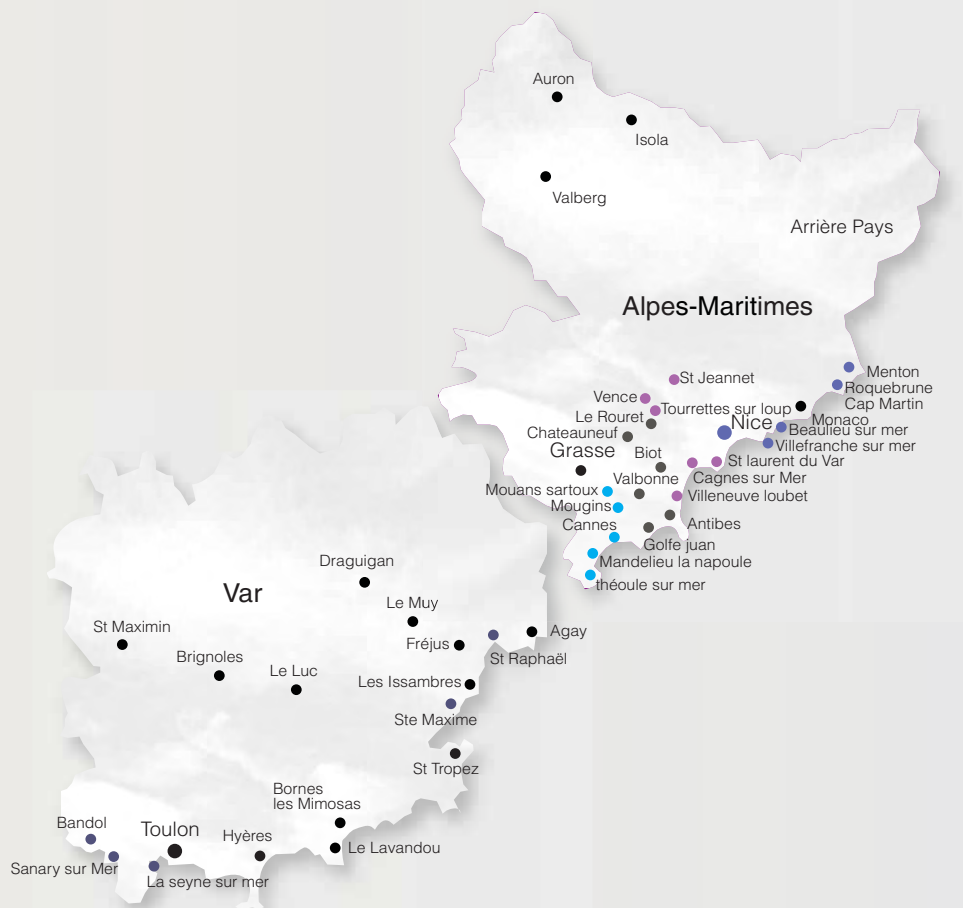 Auron
Isola
Valberg
Arrière Pays
Alpes-Maritimes
Menton
St Jeannet
Roquebrune
Cap Martin
Vence
Tourrettes sur loup
Le Rouret
Monaco
Nice
Beaulieu sur mer
Chateauneuf
Villefranche sur mer
Grasse
Biot
St laurent du Var
Valbonne
Cagnes sur Mer
Mouans sartoux
Villeneuve loubet
Mougins
Cannes
Antibes
Golfe juan
Mandelieu la napoule
théoule sur mer
Draguigan
Var
Le Muy
St Maximin
Agay
Fréjus
St Raphaël
Brignoles
Le Luc
Les Issambres
Ste Maxime
St Tropez
Bornes
les Mimosas
Bandol
Toulon
Hyères
Le Lavandou
Sanary sur Mer
La seyne sur mer